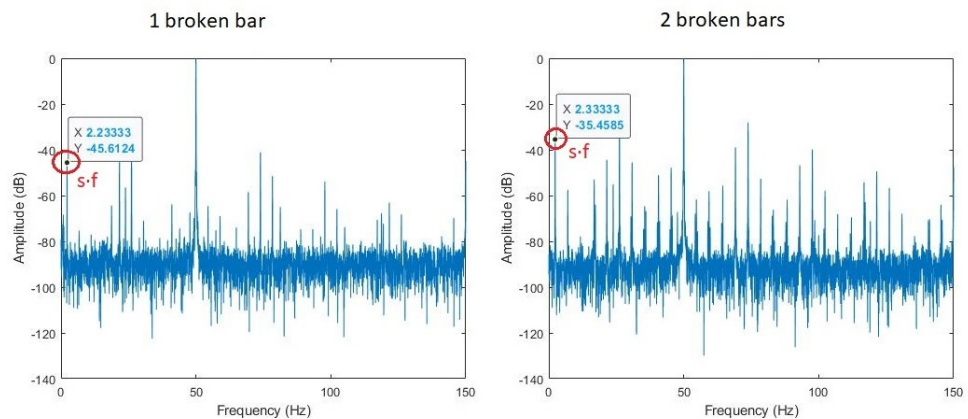 1 broken bar
2 broken bars
0
-20
-40
-60
-80
-100
-120
-140
Amplitude (dB)
X 2.23333
Y -45.6124
s·f
0
50
100
150
Frequency (Hz)
0
-20
-40
-60
-80
-100
-120
-140
Amplitude (dB)
X 2.33333
Y -35.4585
s·f
0
50
100
150
Frequency (Hz)